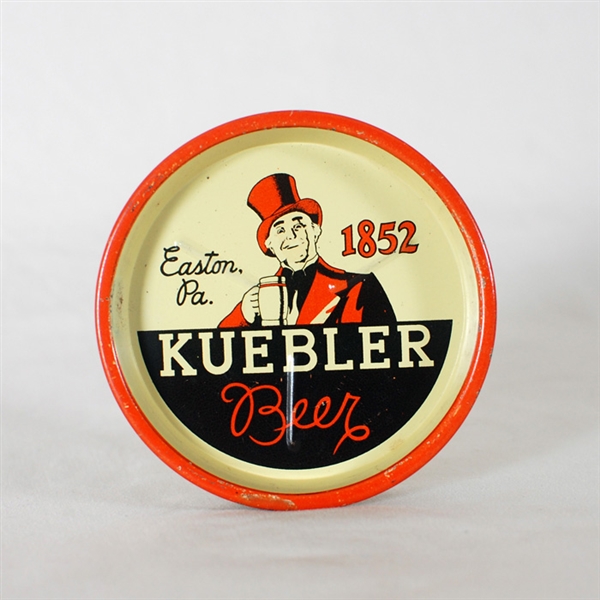 1852
Easton,
Pa.
KUEBLER
Beer